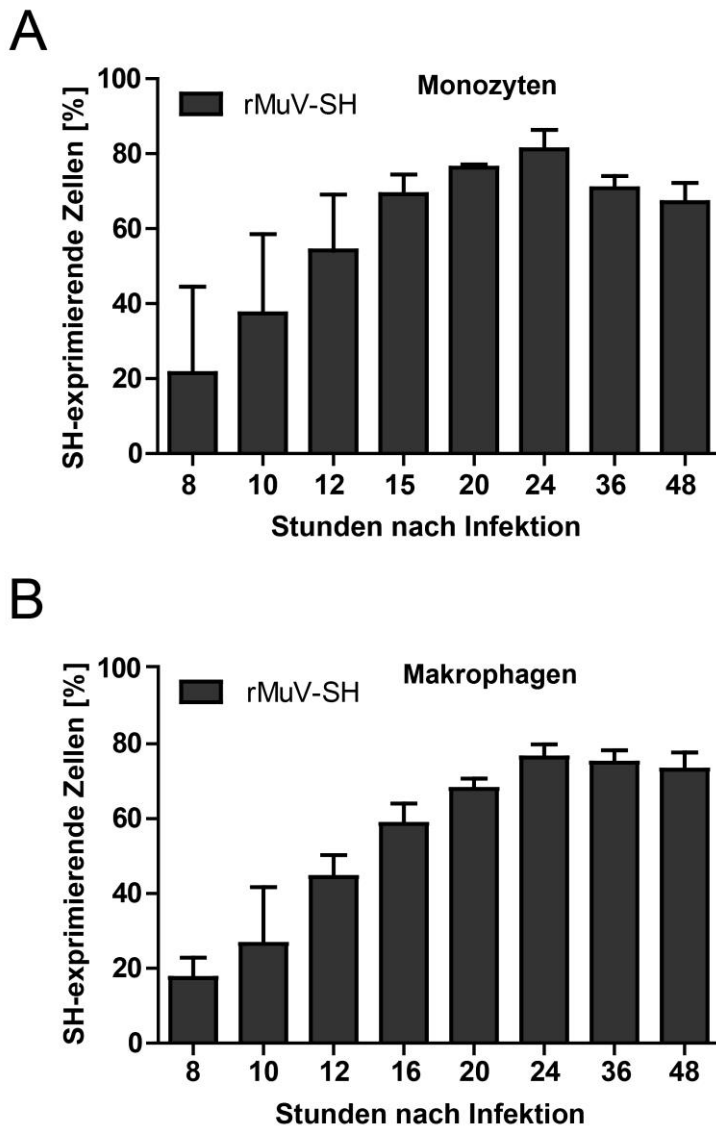 A
SH-exprimierende Zellen [%]
100
80
60
40
20
0
rMuV-SH
Monozyten
8 10 12 15 20 24 36 48
Stunden nach Infektion
B
SH-exprimierende Zellen [%]
100
80
60
40
20
0
rMuV-SH
Makrophagen
8 10 12 16 20 24 36 48
Stunden nach Infektion